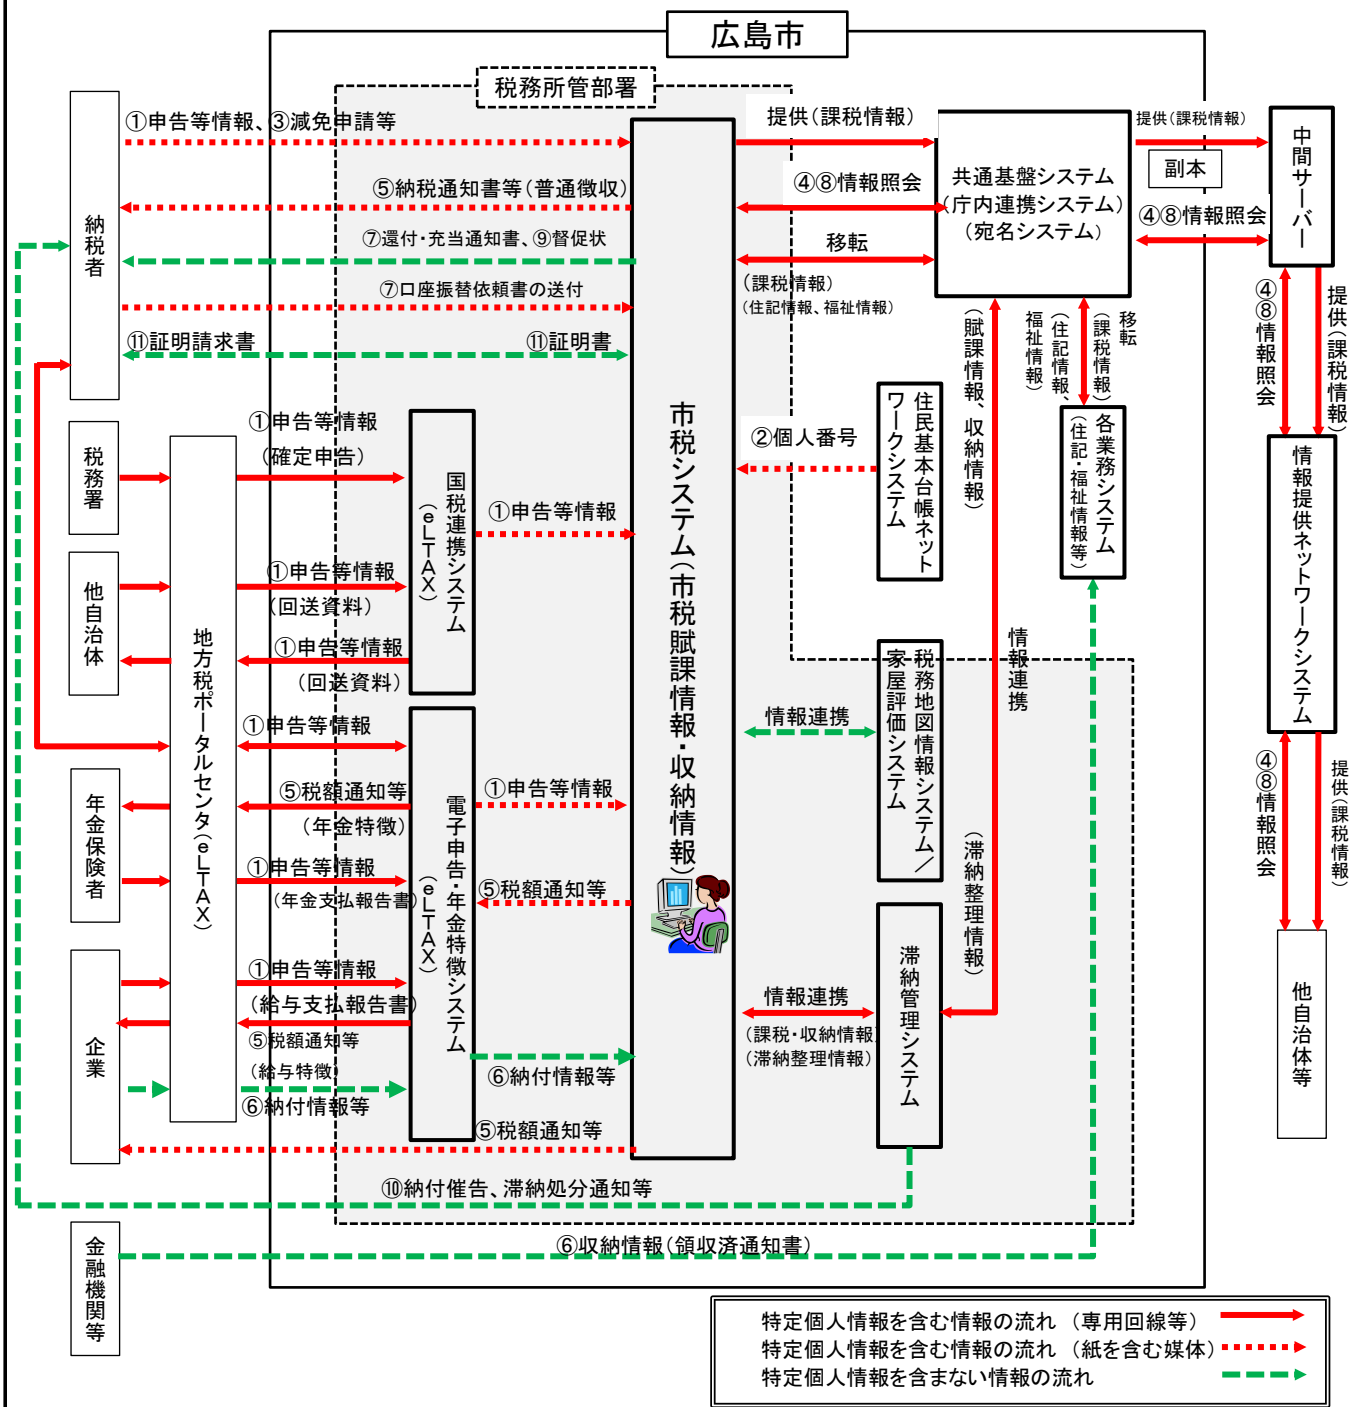 広島市
税務所管部署
納税者
①申告等情報、③減免申請等
⑤納税通知書等(普通徴収)
⑦還付・充当通知書、⑨督促状
⑦口座振替依頼書の送付
⑪証明請求書
⑪証明書
提供(課税情報)
④⑧情報照会
移転
(課税情報)
(住記情報、福祉情報)
共通基盤システム
(庁内連携システム)
(宛名システム)
提供(課税情報)
副本
④⑧情報照会
中間サーバー
④⑧情報照会
提供(課税情報)
情報提供ネットワークシステム
④⑧情報照会
提供(課税情報)
他自治体等
移転
(課税情報)
(住記情報、
福祉情報)
各業務システム
(住記・福祉情報等)
(賦課情報、収納情報)
情報連携
(滞納整理情報)
住民基本台帳ネット
ワークシステム
②個人番号
市税システム(市税賦課情報・収納情報)
税務署
他自治体
年金保険者
企業
金融機関等
地方税ポータルセンタ(eLTAX)
①申告等情報
(確定申告)
①申告等情報
(回送資料)
①申告等情報
(回送資料)
国税連携システム
(eLTAX)
①申告等情報
①申告等情報
⑤税額通知等
(年金特徴)
①申告等情報
(年金支払報告書)
①申告等情報
(給与支払報告書)
⑤税額通知等
(給与特徴)
⑥納付情報等
電子申告・年金特徴システム
(eLTAX)
①申告等情報
⑤税額通知等
⑥納付情報等
⑤税額通知等
情報連携
税務地図情報システム/
家屋評価システム
情報連携
(課税・収納情報)
(滞納整理情報)
滞納管理システム
⑩納付催告、滞納処分通知等
⑥収納情報(領収済通知書)
特定個人情報を含む情報の流れ (専用回線等)
特定個人情報を含む情報の流れ (紙を含む媒体)
特定個人情報を含まない情報の流れ